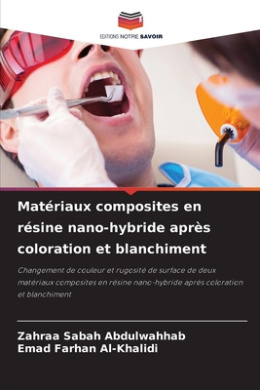 EDITIONS NOTRE SAVOIR
Matériaux composites en
résine nano-hybride après
coloration et blanchiment
Changement de couleur et rugosité de surface de deux
matériaux composites en résine nano-hybride après coloration
et blanchiment
Zahraa Sabah Abdulwahhab
Emad Farhan Al-Khalidi